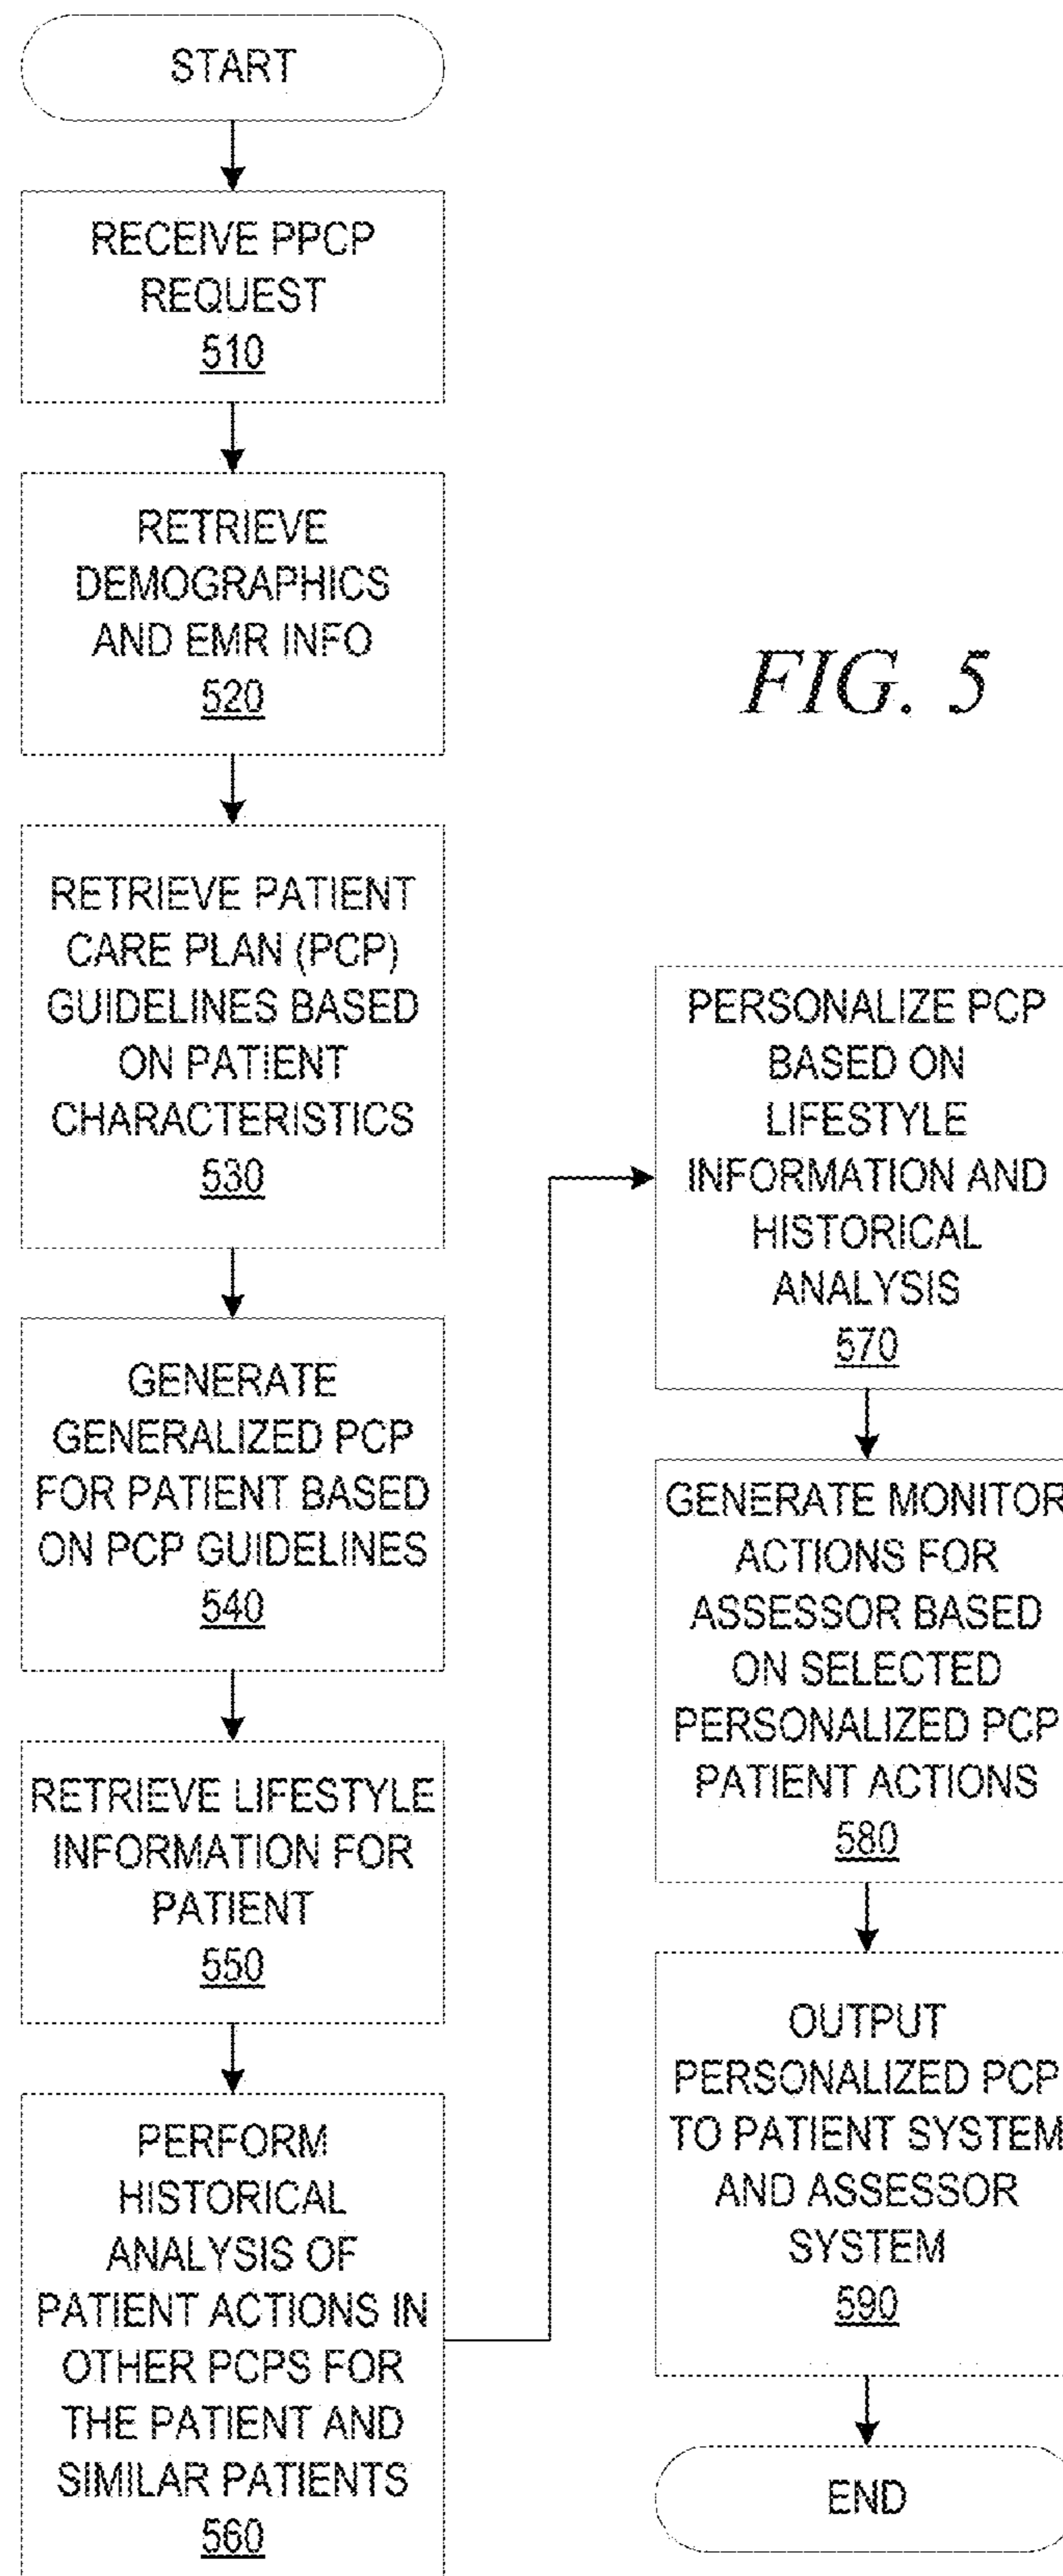 START
RECEIVE PPCP
REQUEST
510
RETRIEVE
DEMOGRAPHICS
AND EMR INFO
520
RETRIEVE PATIENT
CARE PLAN (PCP)
GUIDELINES BASED
ON PATIENT
CHARACTERISTICS
530
GENERATE
GENERALIZED PCP
FOR PATIENT BASED
ON PCP GUIDELINES
540
RETRIEVE LIFESTYLE
INFORMATION FOR
PATIENT
550
PERFORM
HISTORICAL
ANALYSIS OF
PATIENT ACTIONS IN
OTHER PCPS FOR
THE PATIENT AND
SIMILAR PATIENTS
560
FIG. 5
PERSONALIZE PCP
BASED ON
LIFESTYLE
INFORMATION AND
HISTORICAL
ANALYSIS
570
GENERATE MONITOR
ACTIONS FOR
ASSESSOR BASED
ON SELECTED
PERSONALIZED PCP
PATIENT ACTIONS
580
OUTPUT
PERSONALIZED PCP
TO PATIENT SYSTEM
AND ASSESSOR
SYSTEM
590
END